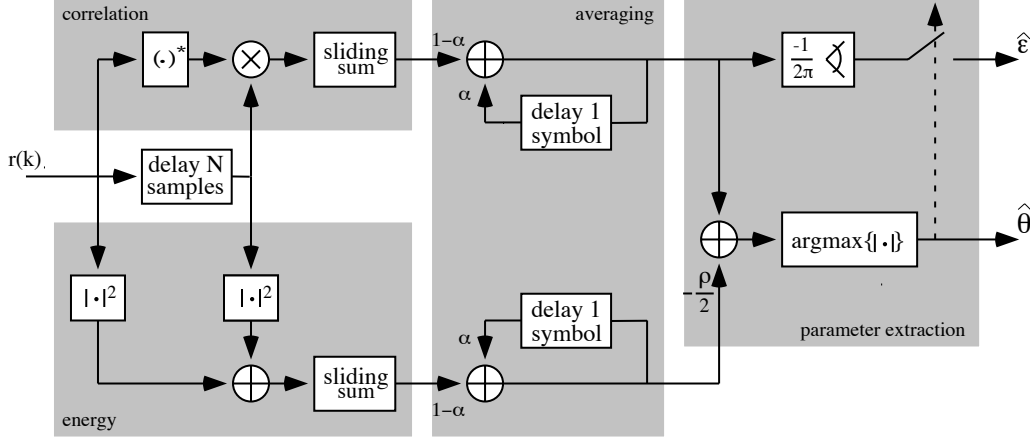 correlation
averaging
(.)*
sliding
sum
1−α
α
delay 1
symbol
-1
2π
ε̂
r(k)
delay N
samples
argmax{|·|}
θ̂
|·|²
|·|²
−ρ/2
delay 1
symbol
parameter extraction
α
sliding
sum
1−α
energy